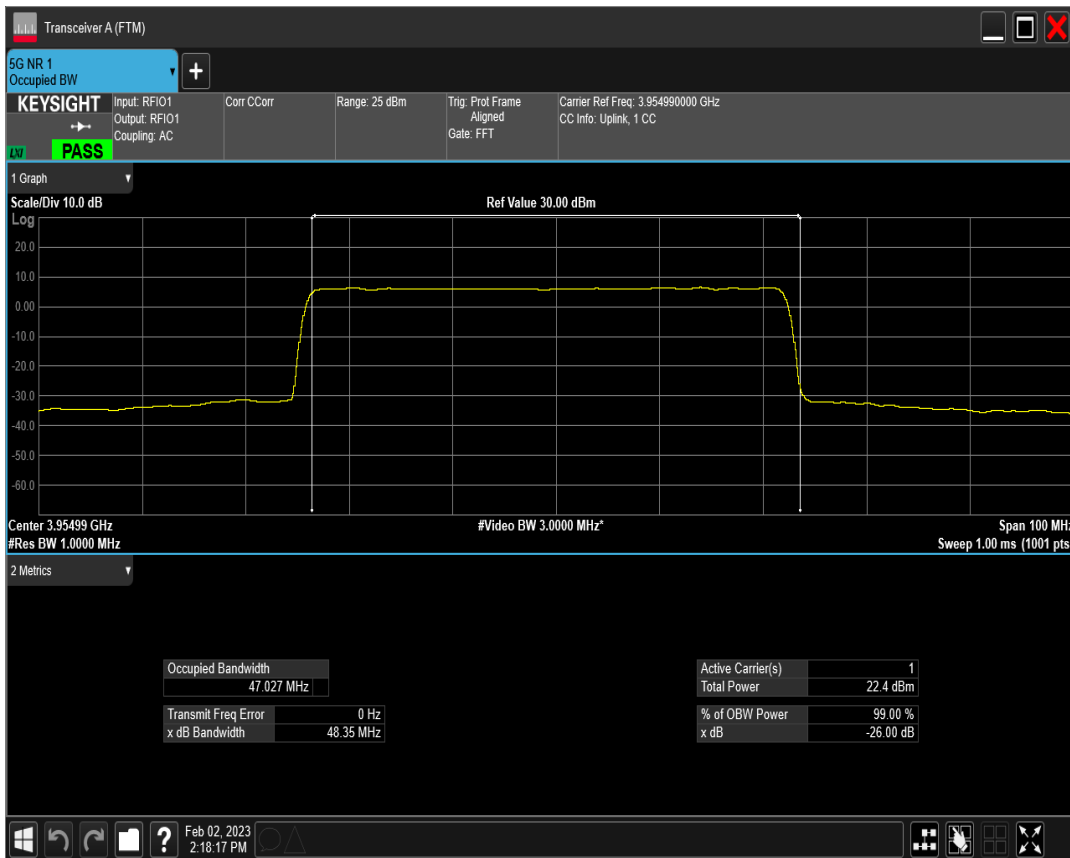 Transceiver A (FTM)
5G NR 1
Occupied BW
+
KEYSIGHT
LXI
PASS
Input: RFIO1
Output: RFIO1
Coupling: AC
Corr CCorr
Range: 25 dBm
Trig: Prot Frame
Aligned
Gate: FFT
Carrier Ref Freq: 3.954990000 GHz
CC Info: Uplink, 1 CC
1 Graph
Scale/Div 10.0 dB
Ref Value 30.00 dBm
Log
20.0
10.0
0.00
-10.0
-20.0
-30.0
-40.0
-50.0
-60.0
Center 3.95499 GHz
#Video BW 3.0000 MHz*
Span 100 MHz
#Res BW 1.0000 MHz
Sweep 1.00 ms (1001 pts
2 Metrics
Occupied Bandwidth
47.027 MHz
Transmit Freq Error 0 Hz
x dB Bandwidth 48.35 MHz
Active Carrier(s) 1
Total Power 22.4 dBm
% of OBW Power 99.00 %
x dB -26.00 dB
?
Feb 02, 2023
2:18:17 PM